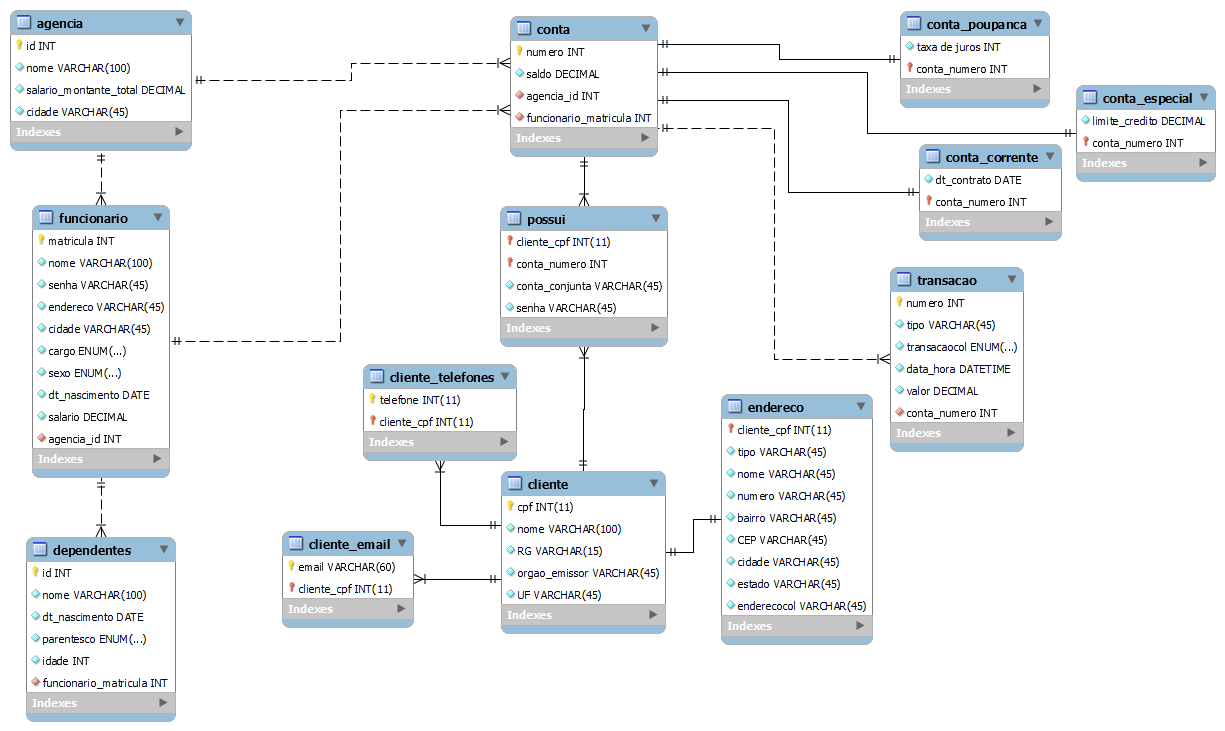 agencia
id INT
nome VARCHAR(100)
salario_montante_total DECIMAL
cidade VARCHAR(45)
Indexes
conta
numero INT
saldo DECIMAL
agencia_id INT
funcionario_matricula INT
Indexes
conta_poupanca
taxa de juros INT
conta_numero INT
Indexes
conta_especial
limite_credito DECIMAL
conta_numero INT
Indexes
conta_corrente
dt_contrato DATE
conta_numero INT
Indexes
funcionario
matricula INT
nome VARCHAR(100)
senha VARCHAR(45)
endereco VARCHAR(45)
cidade VARCHAR(45)
cargo ENUM(...)
sexo ENUM(...)
dt_nascimento DATE
salario DECIMAL
agencia_id INT
Indexes
possui
cliente_cpf INT(11)
conta_numero INT
conta_conjunta VARCHAR(45)
senha VARCHAR(45)
Indexes
transacao
numero INT
tipo VARCHAR(45)
transacaocol ENUM(...)
data_hora DATETIME
valor DECIMAL
conta_numero INT
Indexes
cliente_telefones
telefone INT(11)
cliente_cpf INT(11)
Indexes
endereco
cliente_cpf INT(11)
tipo VARCHAR(45)
nome VARCHAR(45)
numero VARCHAR(45)
bairro VARCHAR(45)
CEP VARCHAR(45)
cidade VARCHAR(45)
estado VARCHAR(45)
enderecocol VARCHAR(45)
Indexes
cliente
cpf INT(11)
nome VARCHAR(100)
RG VARCHAR(15)
orgao_emissor VARCHAR(45)
UF VARCHAR(45)
Indexes
cliente_email
email VARCHAR(60)
cliente_cpf INT(11)
Indexes
dependentes
id INT
nome VARCHAR(100)
dt_nascimento DATE
parentesco ENUM(...)
idade INT
funcionario_matricula INT
Indexes